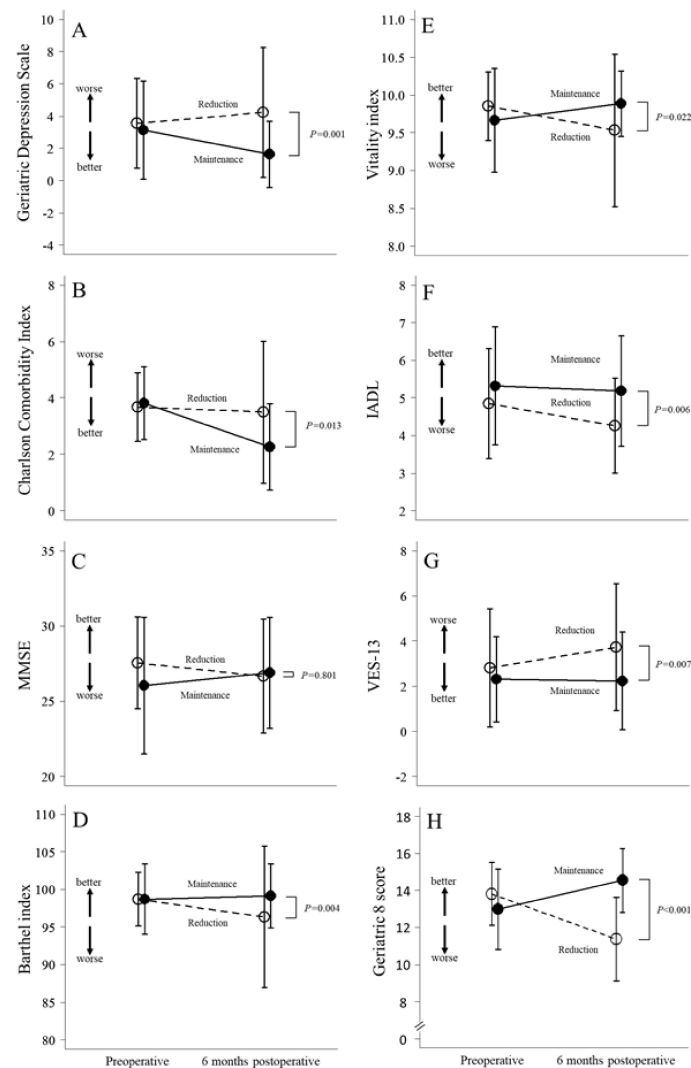 A
Geriatric Depression Scale
10
8
6
4
2
0
-2
-4
worse
better
Reduction
Maintenance
P=0.001
B
Charlson Comorbidity Index
8
6
4
2
0
worse
better
Reduction
Maintenance
P=0.013
C
MMSE
35
30
25
20
better
worse
Reduction
Maintenance
P=0.801
D
Barthel index
110
105
100
95
90
85
80
better
worse
Maintenance
Reduction
P=0.004
Preoperative 6 months postoperative
E
Vitality index
11.0
10.5
10.0
9.5
9.0
8.5
8.0
better
worse
Maintenance
Reduction
P=0.022
F
IADL
8
7
6
5
4
3
2
better
worse
Maintenance
Reduction
P=0.006
G
VES-13
8
6
4
2
0
-2
worse
better
Reduction
Maintenance
P=0.007
H
Geriatric 8 score
18
16
14
12
10
8
0
better
worse
Maintenance
Reduction
P<0.001
Preoperative 6 months postoperative